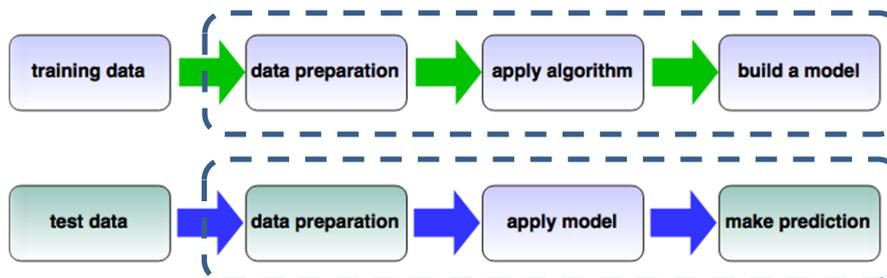 training data
data preparation
apply algorithm
build a model
test data
data preparation
apply model
make prediction